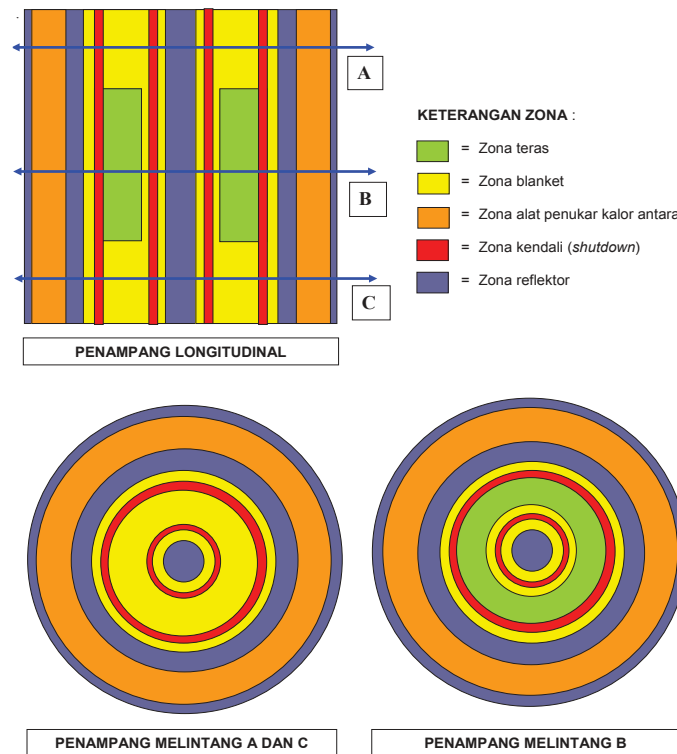 A
B
C
KETERANGAN ZONA :
= Zona teras
= Zona blanket
= Zona alat penukar kalor antara
= Zona kendali (shutdown)
= Zona reflektor
PENAMPANG LONGITUDINAL
PENAMPANG MELINTANG A DAN C
PENAMPANG MELINTANG B